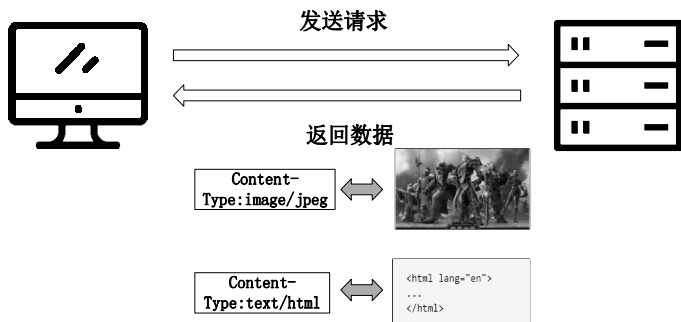 发送请求
返回数据
Content-
Type:image/jpeg
Content-
Type:text/html
<html lang="en">
...
</html>